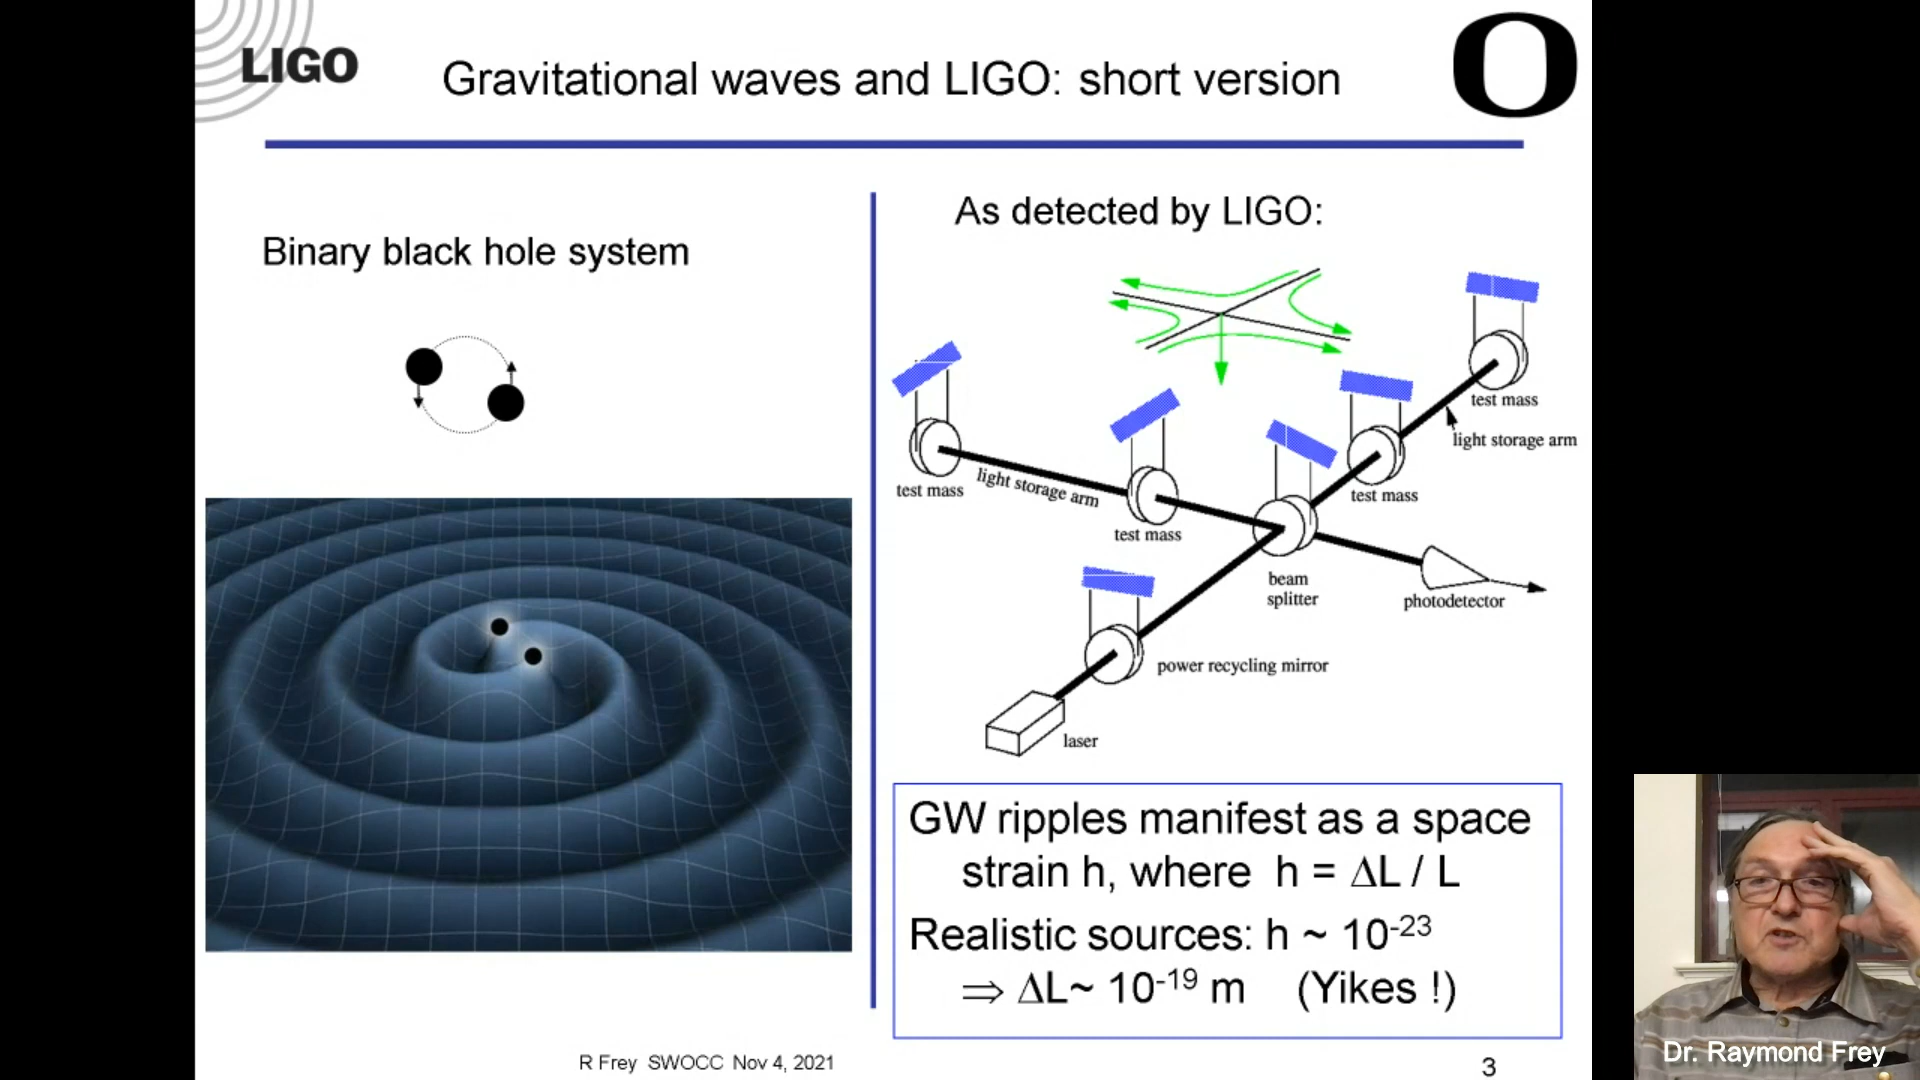 LIGO
Gravitational waves and LIGO: short version
O
Binary black hole system
As detected by LIGO:
test mass
light storage arm
test mass
test mass
light storage arm
test mass
beam
splitter
photodetector
power recycling mirror
laser
GW ripples manifest as a space
strain h, where h = ΔL / L
Realistic sources: h ~ 10⁻²³
⇒ ΔL~ 10⁻¹⁹ m (Yikes !)
R Frey SWOCC Nov 4, 2021
3
Dr. Raymond Frey